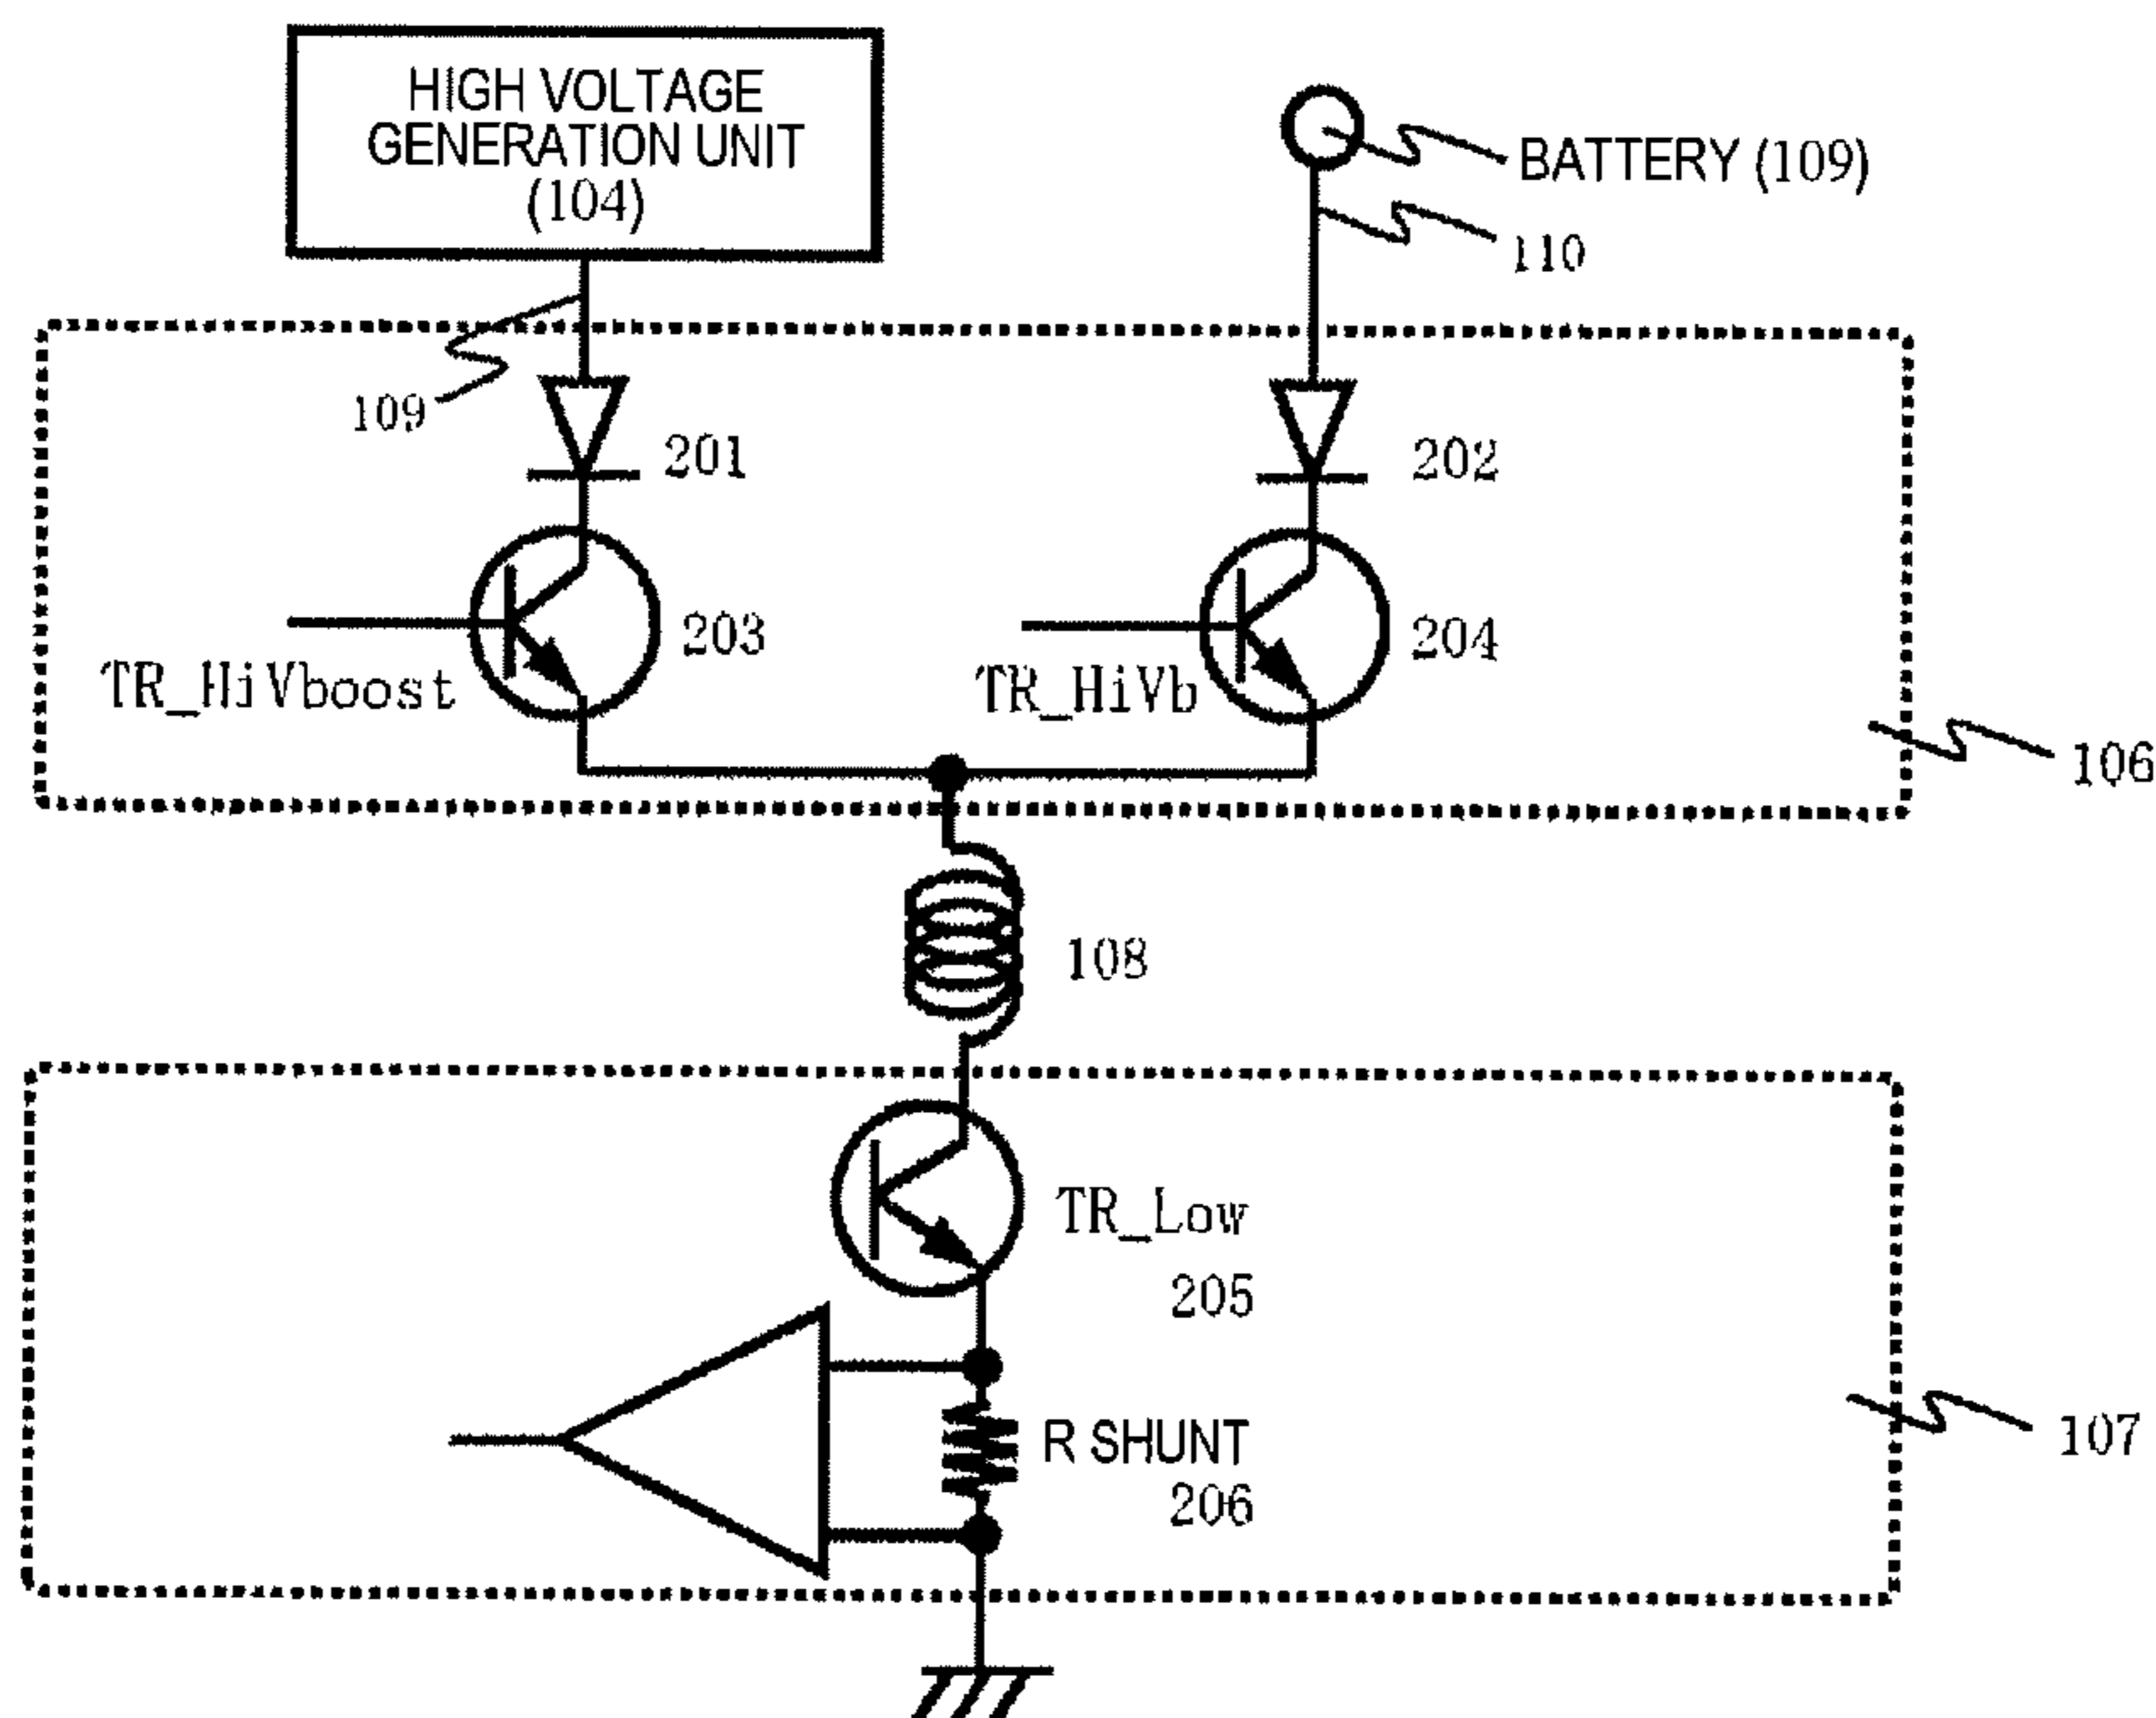 HIGH VOLTAGE
GENERATION UNIT
(104)
BATTERY (109)
110
109
201
202
203
204
TR_HiVboost
TR_HiVb
106
108
TR_Low
205
R SHUNT
206
107